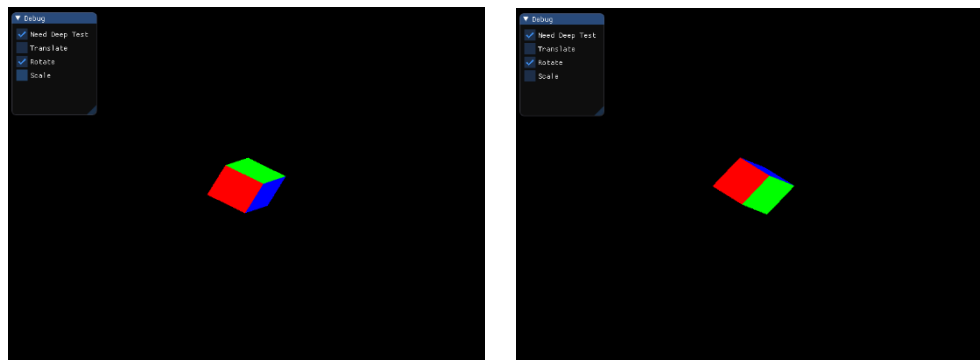 Debug
Need Deep Test
Translate
Rotate
Scale
Debug
Need Deep Test
Translate
Rotate
Scale